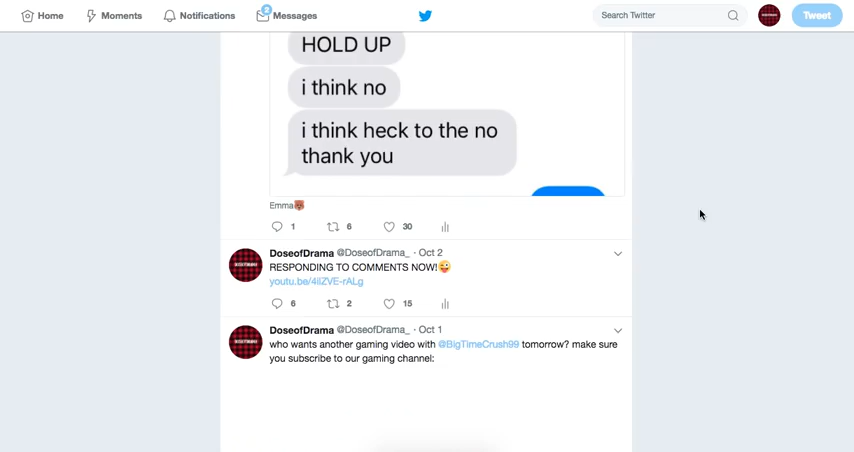 Home Moments Notifications 2 Messages Search Twitter Tweet
HOLD UP
i think no
i think heck to the no
thank you
Emma🐻
1 6 30
DoseofDrama @DoseofDrama_ · Oct 2
RESPONDING TO COMMENTS NOW!😜
youtu.be/4ilZVE-rALg
6 2 15
DoseofDrama @DoseofDrama_ · Oct 1
who wants another gaming video with @BigTimeCrush99 tomorrow? make sure
you subscribe to our gaming channel: